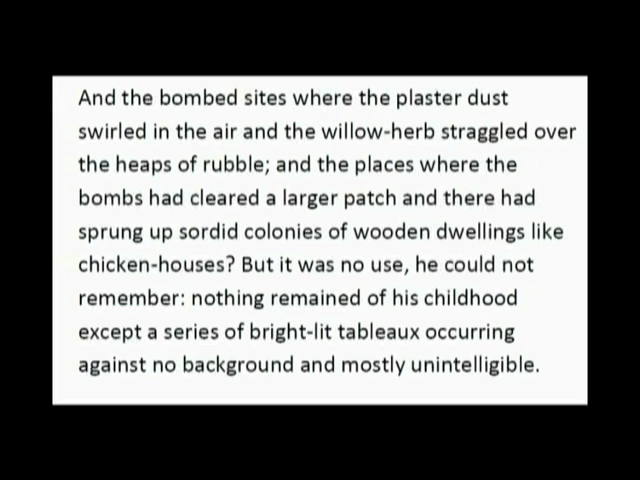 And the bombed sites where the plaster dust
swirled in the air and the willow-herb straggled over
the heaps of rubble; and the places where the
bombs had cleared a larger patch and there had
sprung up sordid colonies of wooden dwellings like
chicken-houses? But it was no use, he could not
remember: nothing remained of his childhood
except a series of bright-lit tableaux occurring
against no background and mostly unintelligible.